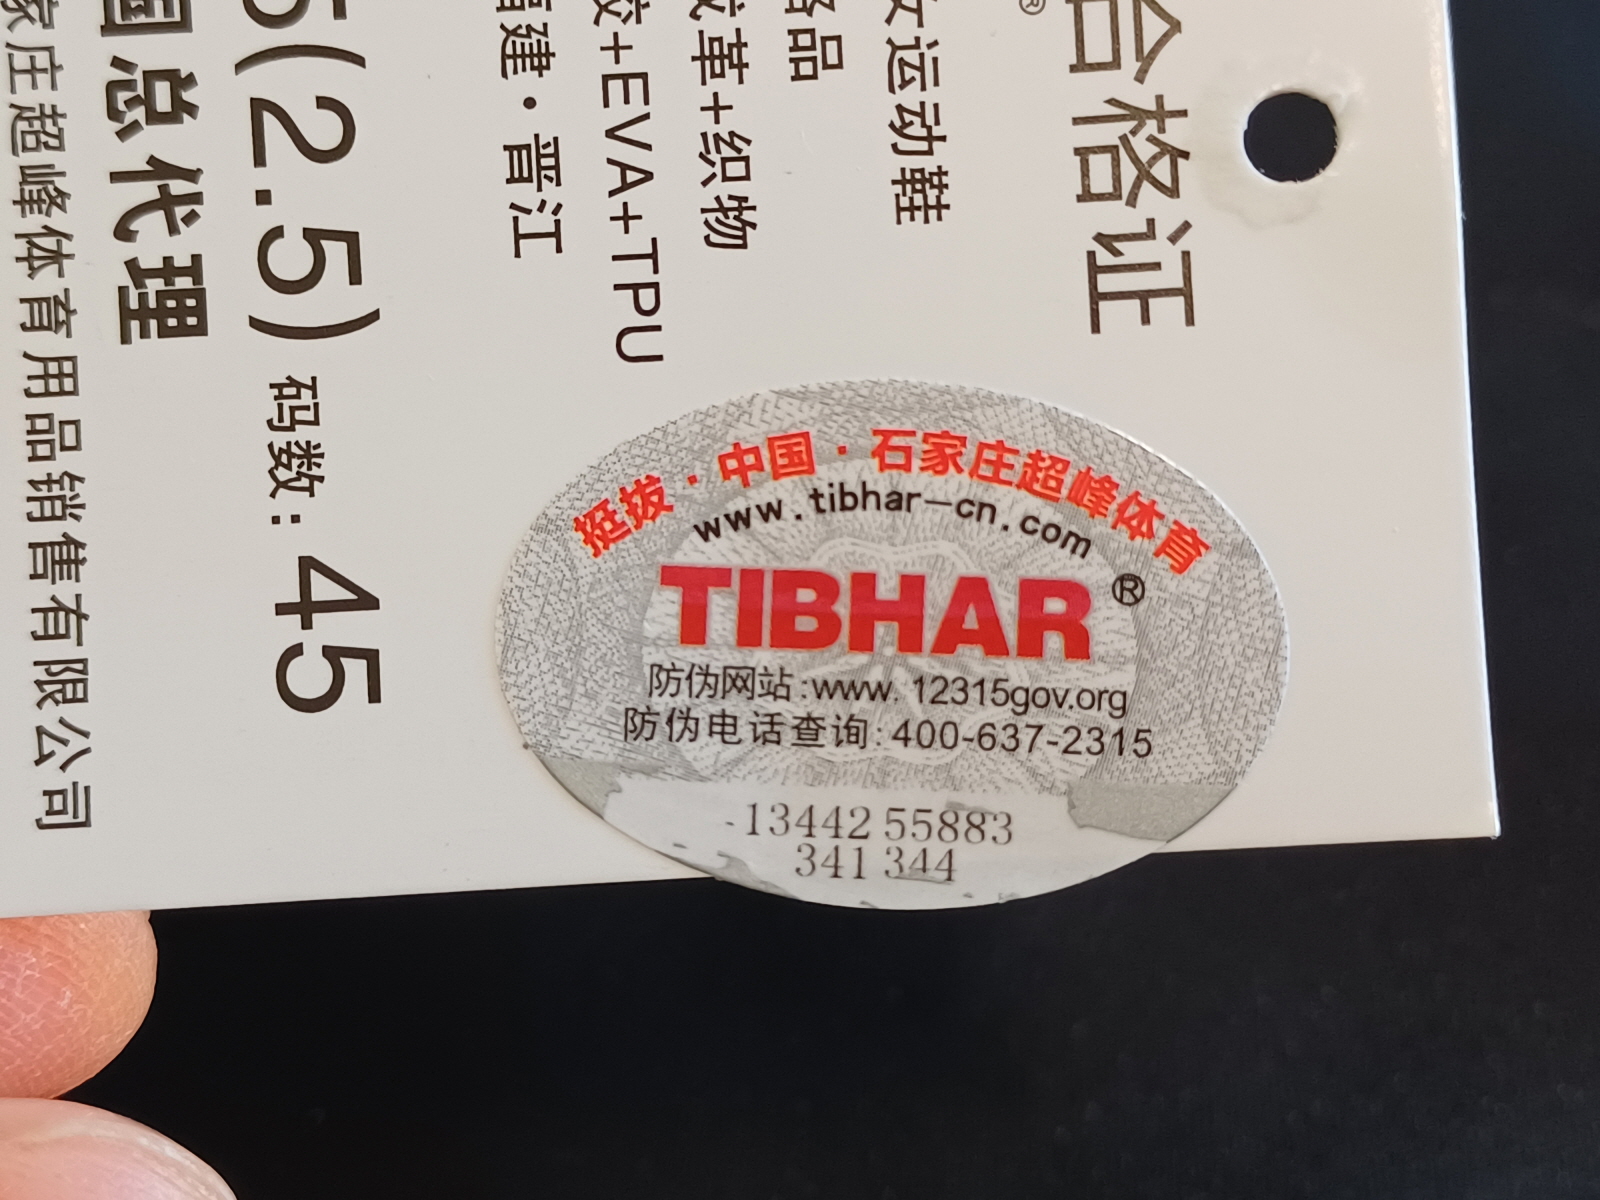 合格证
®
运动鞋
品
革+织物
+EVA+TPU
建·晋江
(2.5) 码数: 45
国总代理
家庄超峰体育用品销售有限公司
挺拔·中国·石家庄超峰体育
www.tibhar-cn.com
TIBHAR®
防伪网站:www.12315gov.org
防伪电话查询:400-637-2315
13442 55883
341 344